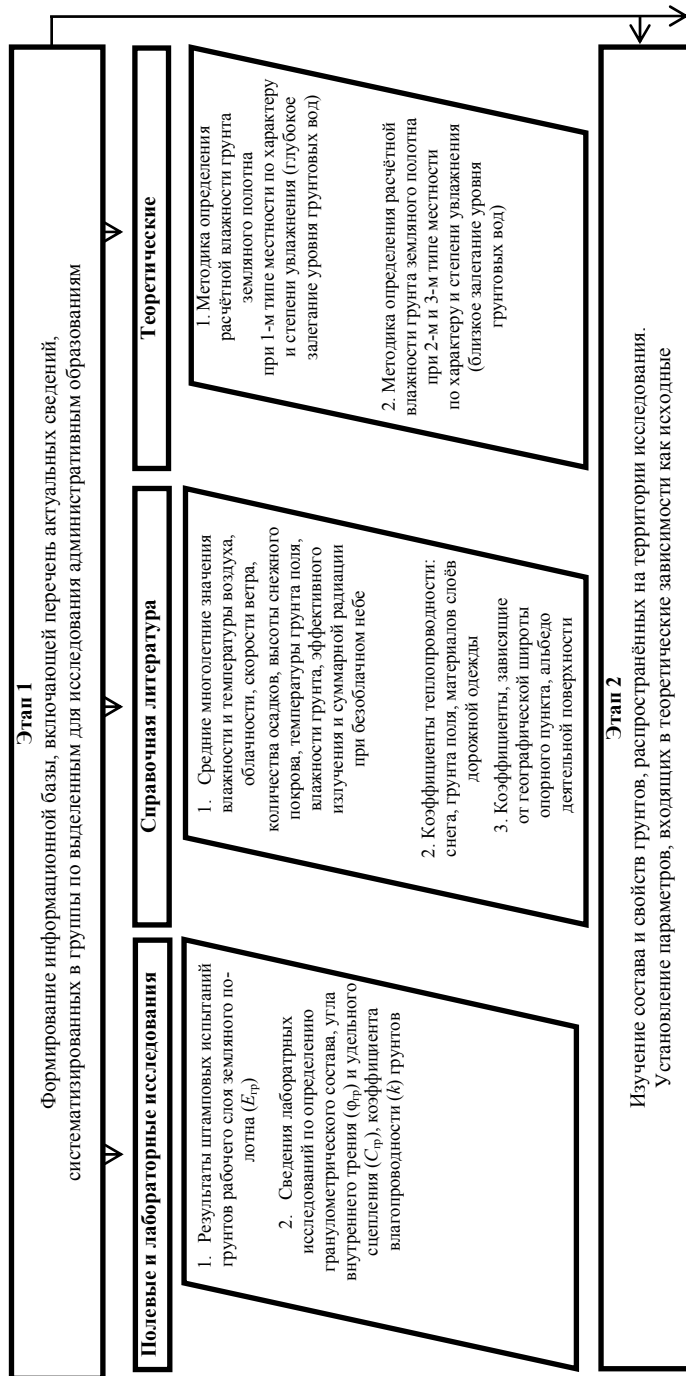 Этап 1
Формирование информационной базы, включающей перечень актуальных сведений,
систематизированных в группы по выделенным для исследования административным образованиям
Полевые и лабораторные исследования
1. Результаты штамповых испытаний
грунтов рабочего слоя земляного по-
лотна (Eгр)
2. Сведения лаборатрных
исследований по определению
гранулометрического состава, угла
внутреннего трения (φгр) и удельного
сцепления (Cгр), коэффициента
влагопроводности (k) грунтов
Справочная литература
1. Средние многолетние значения
влажности и температуры воздуха,
облачности, скорости ветра,
количества осадков, высоты снежного
покрова, температуры грунта поля,
влажности грунта, эффективного
излучения и суммарной радиации
при безоблачном небе
2. Коэффициенты теплопроводности:
снега, грунта поля, материалов слоёв
дорожной одежды
3. Коэффициенты, зависящие
от географической широты
опорного пункта, альбедо
деятельной поверхности
Теоретические
1. Методика определения
расчётной влажности грунта
земляного полотна
при 1-м типе местности по характеру
и степени увлажнения (глубокое
залегание уровня грунтовых вод)
2. Методика определения расчётной
влажности грунта земляного полотна
при 2-м и 3-м типе местности
по характеру и степени увлажнения
(близкое залегание уровня
грунтовых вод)
Этап 2
Изучение состава и свойств грунтов, распространённых на территории исследования.
Установление параметров, входящих в теоретические зависимости как исходные